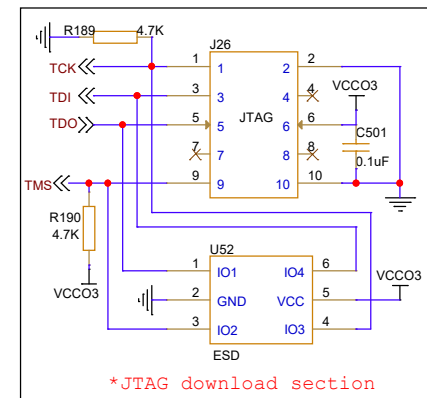 R189 4.7K
J26
TCK 1 1 2 2
VCCO3
TDI 3 3 4 4
JTAG
TDO 5 5 6 6
C501
0.1uF
7 7 8 8
TMS 9 9 10 10
R190
4.7K
VCCO3
U52
1 IO1 IO4 6
VCCO3
2 GND VCC 5
3 IO2 IO3 4
ESD
*JTAG download section